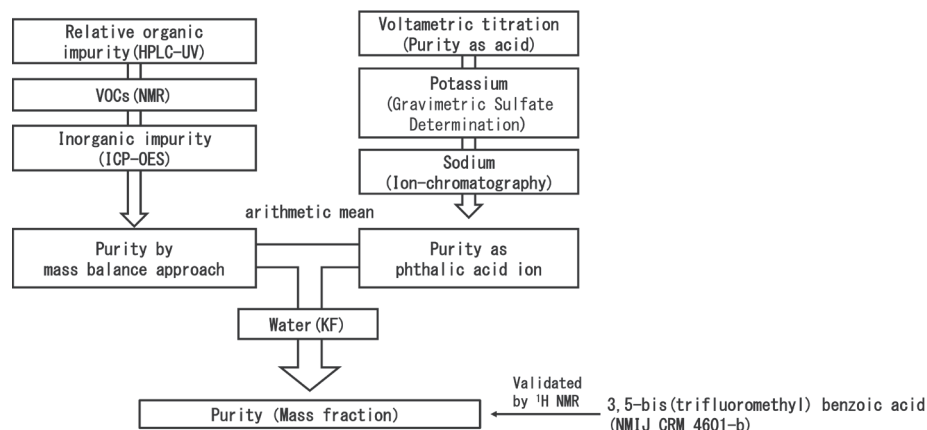 Relative organic
impurity(HPLC-UV)
VOCs(NMR)
Inorganic impurity
(ICP-OES)
Voltametric titration
(Purity as acid)
Potassium
(Gravimetric Sulfate
Determination)
Sodium
(Ion-chromatography)
arithmetic mean
Purity by
mass balance approach
Purity as
phthalic acid ion
Water(KF)
Purity (Mass fraction)
Validated
by ¹H NMR
3,5-bis(trifluoromethyl) benzoic acid
(NMIJ CRM 4601-b)